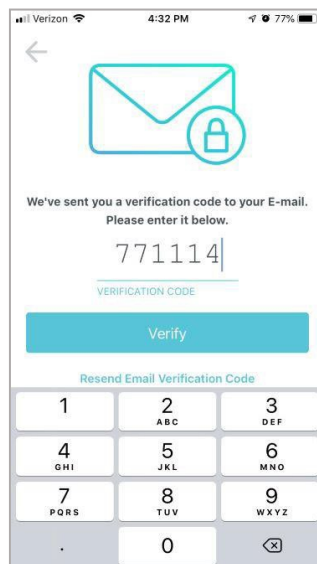 Verizon 4:32 PM 77%
We've sent you a verification code to your E-mail.
Please enter it below.
771114
VERIFICATION CODE
Verify
Resend Email Verification Code
1 2 3
ABC DEF
4 5 6
GHI JKL MNO
7 8 9
PQRS TUV WXYZ
. 0